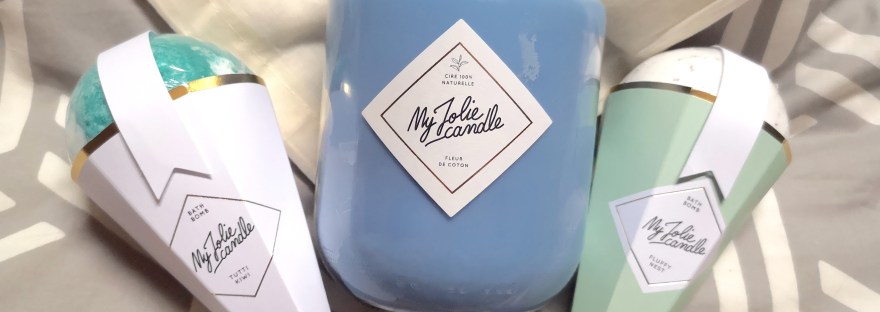 BATH
BOMB
My Jolie
candle
TUTTI
KIWI
CIRE 100%
NATURELLE
My Jolie
candle
FLEUR
DE COTON
BATH
BOMB
My Jolie
candle
FLUFFY
NEST